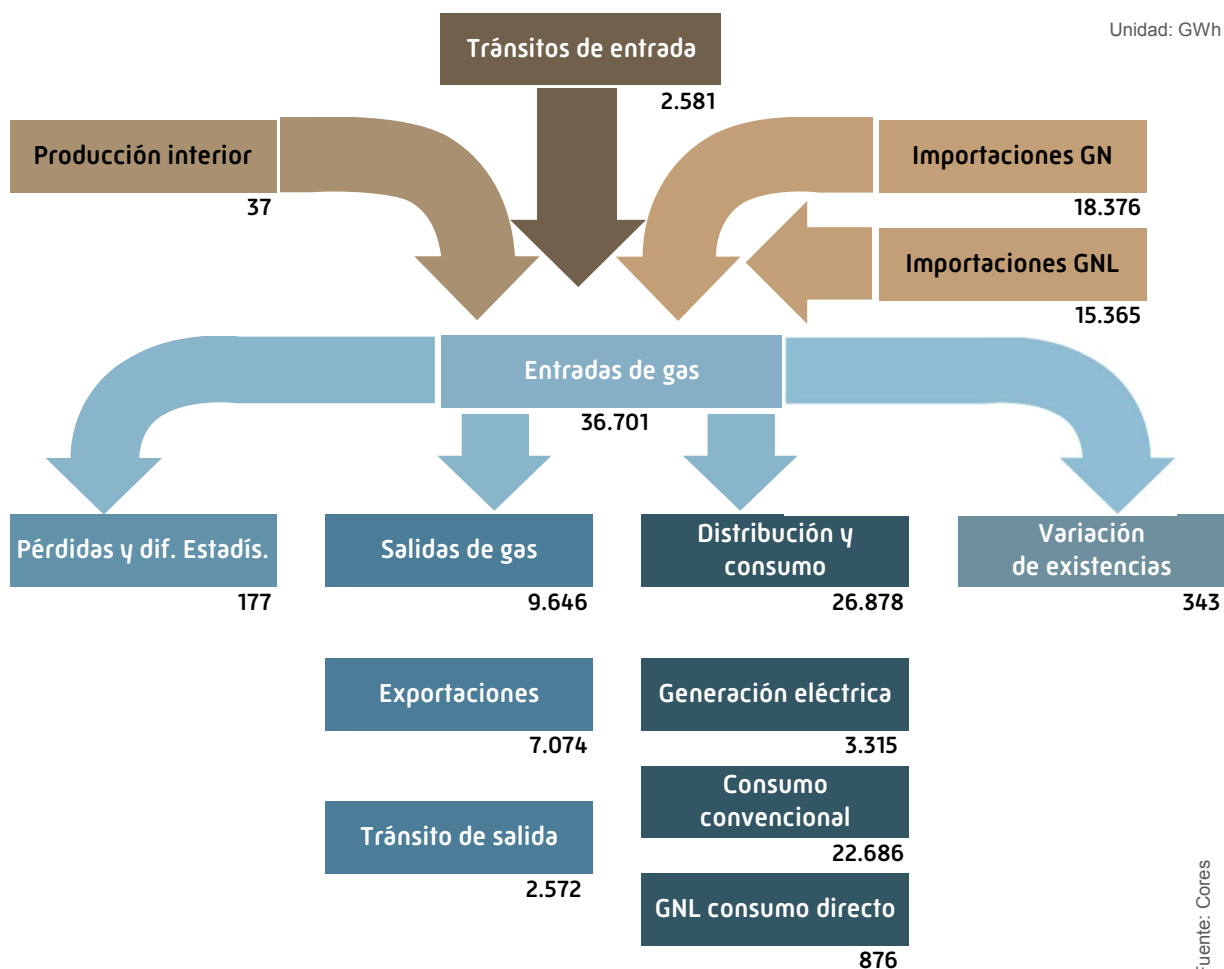 Unidad: GWh
Tránsitos de entrada
2.581
Producción interior
37
Importaciones GN
18.376
Importaciones GNL
15.365
Entradas de gas
36.701
Pérdidas y dif. Estadís.
177
Salidas de gas
9.646
Distribución y
consumo
26.878
Variación
de existencias
343
Exportaciones
7.074
Tránsito de salida
2.572
Generación eléctrica
3.315
Consumo
convencional
22.686
GNL consumo directo
876
Fuente: Cores